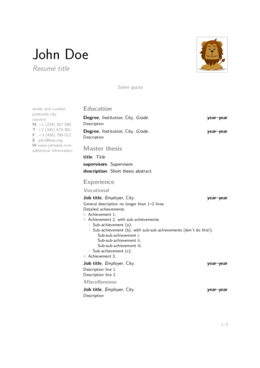 John Doe
Resumé title
Some quote
street and number
postcode city
country
M +1 (234) 567 890
T +2 (345) 678 901
F +3 (456) 789 012
E john@doe.org
W www.johndoe.com
additional information
Education
Degree, Institution, City, Grade. year–year
Description
Degree, Institution, City, Grade. year–year
Description
Master thesis
title Title
supervisors Supervisors
description Short thesis abstract
Experience
Vocational
Job title, Employer, City. year–year
General description no longer than 1–2 lines.
Detailed achievements:
- Achievement 1;
- Achievement 2, with sub-achievements:
- Sub-achievement (a);
- Sub-achievement (b), with sub-sub-achievements (don't do this!);
- Sub-sub-achievement i;
- Sub-sub-achievement ii;
- Sub-sub-achievement iii;
- Sub-achievement (c);
- Achievement 3.
Job title, Employer, City. year–year
Description line 1
Description line 2
Miscellaneous
Job title, Employer, City. year–year
Description